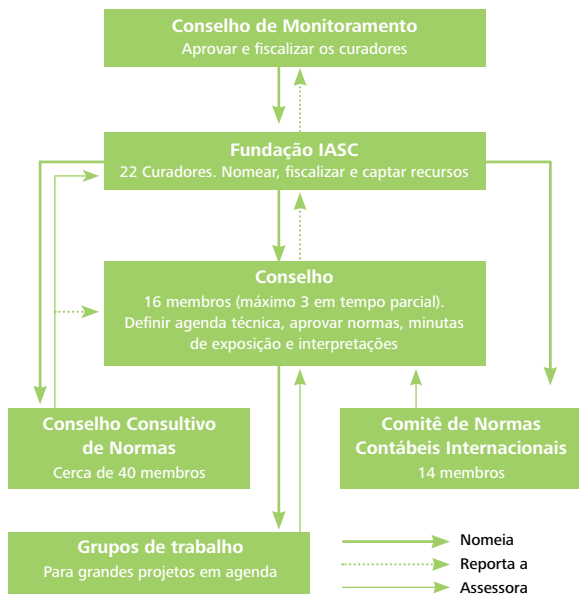 Conselho de Monitoramento
Aprovar e fiscalizar os curadores
Fundação IASC
22 Curadores. Nomear, fiscalizar e captar recursos
Conselho
16 membros (máximo 3 em tempo parcial).
Definir agenda técnica, aprovar normas, minutas
de exposição e interpretações
Conselho Consultivo
de Normas
Cerca de 40 membros
Comitê de Normas
Contábeis Internacionais
14 membros
Grupos de trabalho
Para grandes projetos em agenda
Nomeia
Reporta a
Assessora